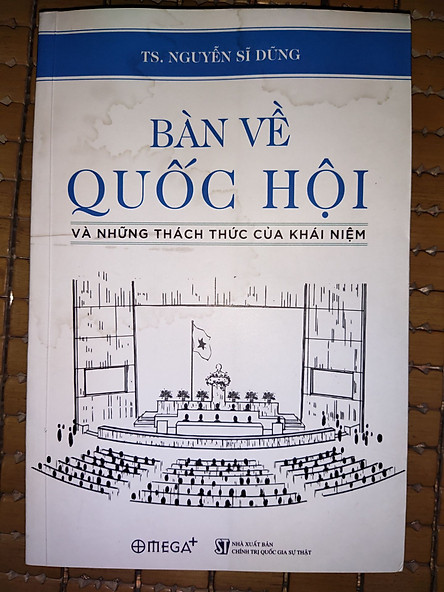 TS. NGUYỄN SĨ DŨNG
BÀN VỀ
QUỐC HỘI
VÀ NHỮNG THÁCH THỨC CỦA KHÁI NIỆM
OMEGA+
ST
NHÀ XUẤT BẢN
CHÍNH TRỊ QUỐC GIA SỰ THẬT